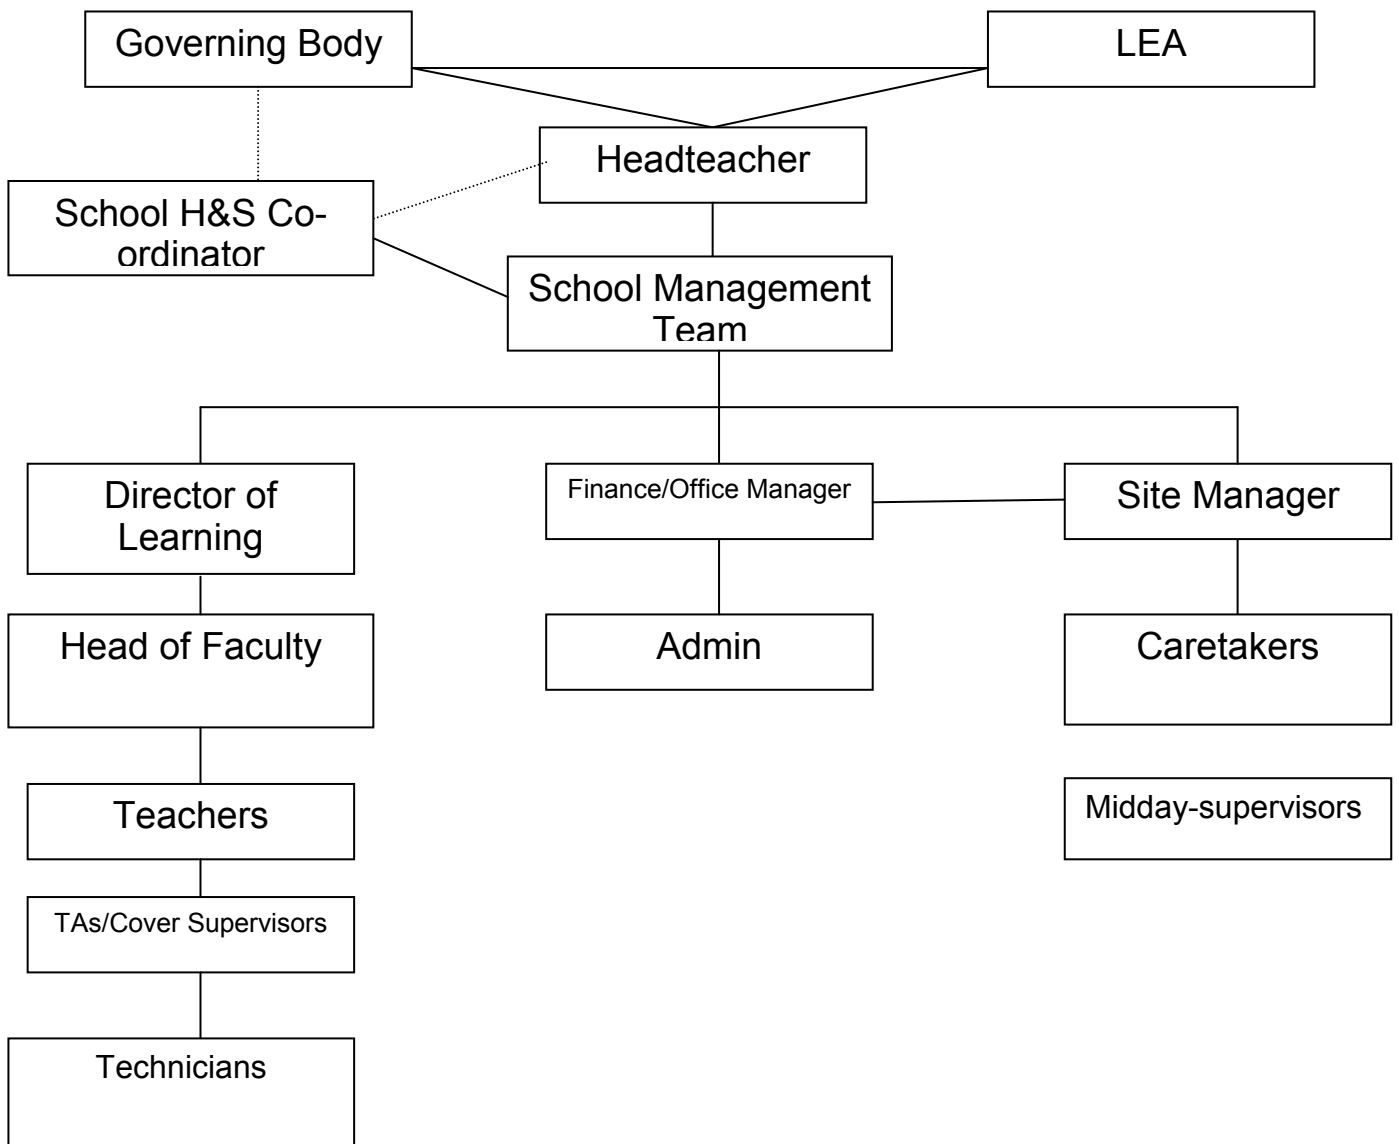 Governing Body
LEA
Headteacher
School H&S Co-
ordinator
School Management
Team
Director of
Learning
Finance/Office Manager
Site Manager
Head of Faculty
Admin
Caretakers
Teachers
Midday-supervisors
TAs/Cover Supervisors
Technicians